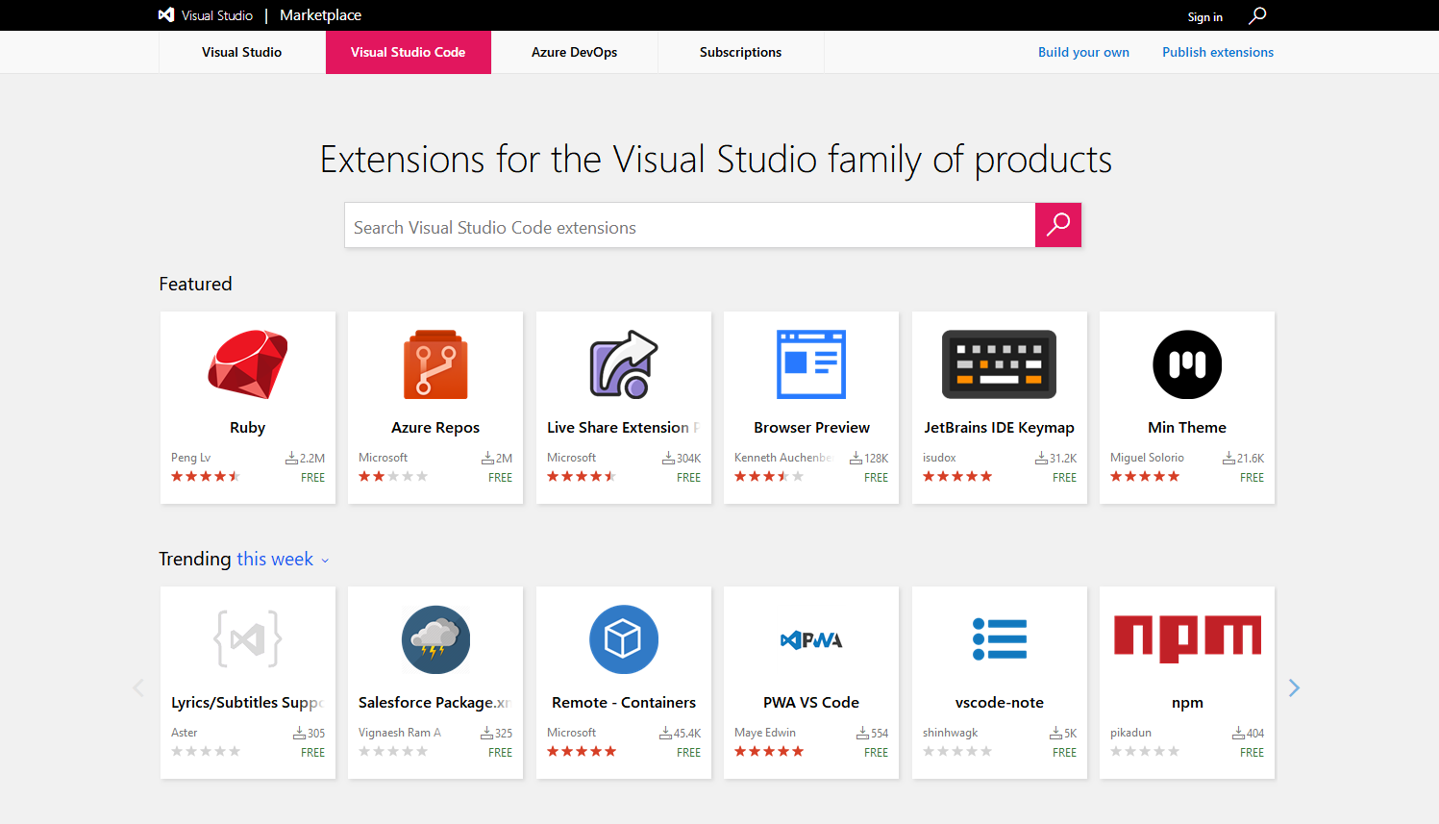 Visual Studio | Marketplace
Sign in
Visual Studio
Visual Studio Code
Azure DevOps
Subscriptions
Build your own
Publish extensions
Extensions for the Visual Studio family of products
Search Visual Studio Code extensions
Featured
Ruby
Peng Lv
2.2M
FREE
Azure Repos
Microsoft
2M
FREE
Live Share Extension P
Microsoft
304K
FREE
Browser Preview
Kenneth Auchenbe
128K
FREE
JetBrains IDE Keymap
isudox
31.2K
FREE
Min Theme
Miguel Solorio
21.6K
FREE
Trending this week
Lyrics/Subtitles Suppo
Aster
305
FREE
Salesforce Package.xm
Vignaesh Ram A
325
FREE
Remote - Containers
Microsoft
45.4K
FREE
PWA
PWA VS Code
Maye Edwin
554
FREE
vscode-note
shinhwagk
5K
FREE
npm
npm
pikadun
404
FREE